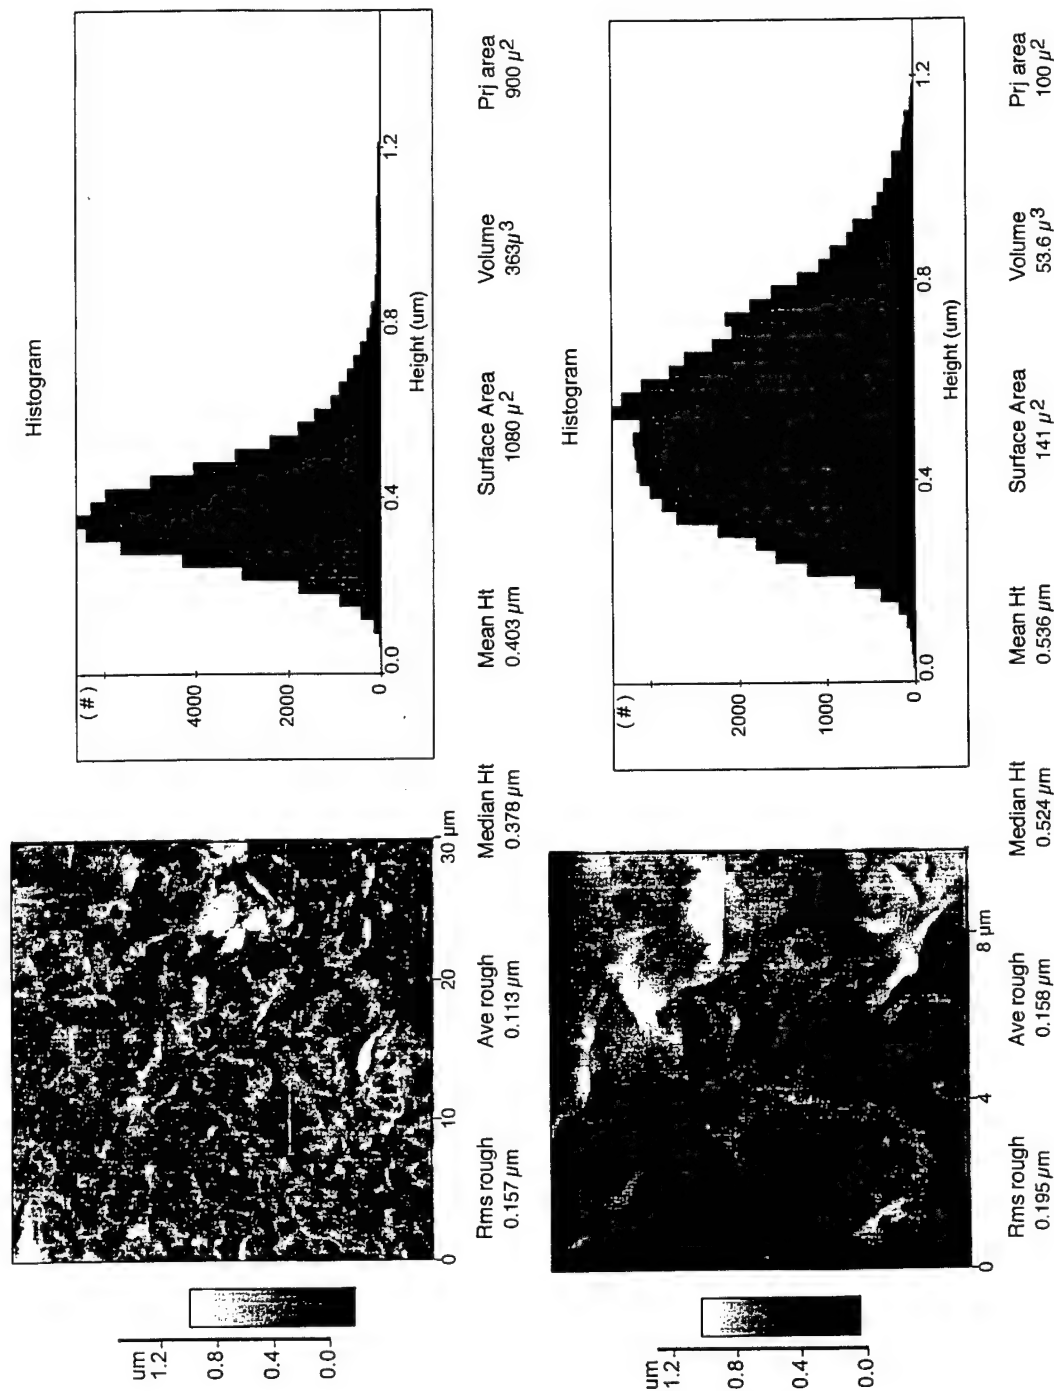 um
1.2
0.8
0.4
0.0
0
10
20
30 µm
Histogram
(#)
4000
2000
0
0.0
0.4
0.8
1.2
Height (um)
Rms rough Ave rough Median Ht Mean Ht Surface Area Volume Prj area
0.157 µm 0.113 µm 0.378 µm 0.403 µm 1080 µ² 363µ³ 900 µ²
um
1.2
0.8
0.4
0.0
0
4
8 µm
Histogram
(#)
2000
1000
0
0.0
0.4
0.8
1.2
Height (um)
Rms rough Ave rough Median Ht Mean Ht Surface Area Volume Prj area
0.195 µm 0.158 µm 0.524 µm 0.536 µm 141 µ² 53.6 µ³ 100 µ²